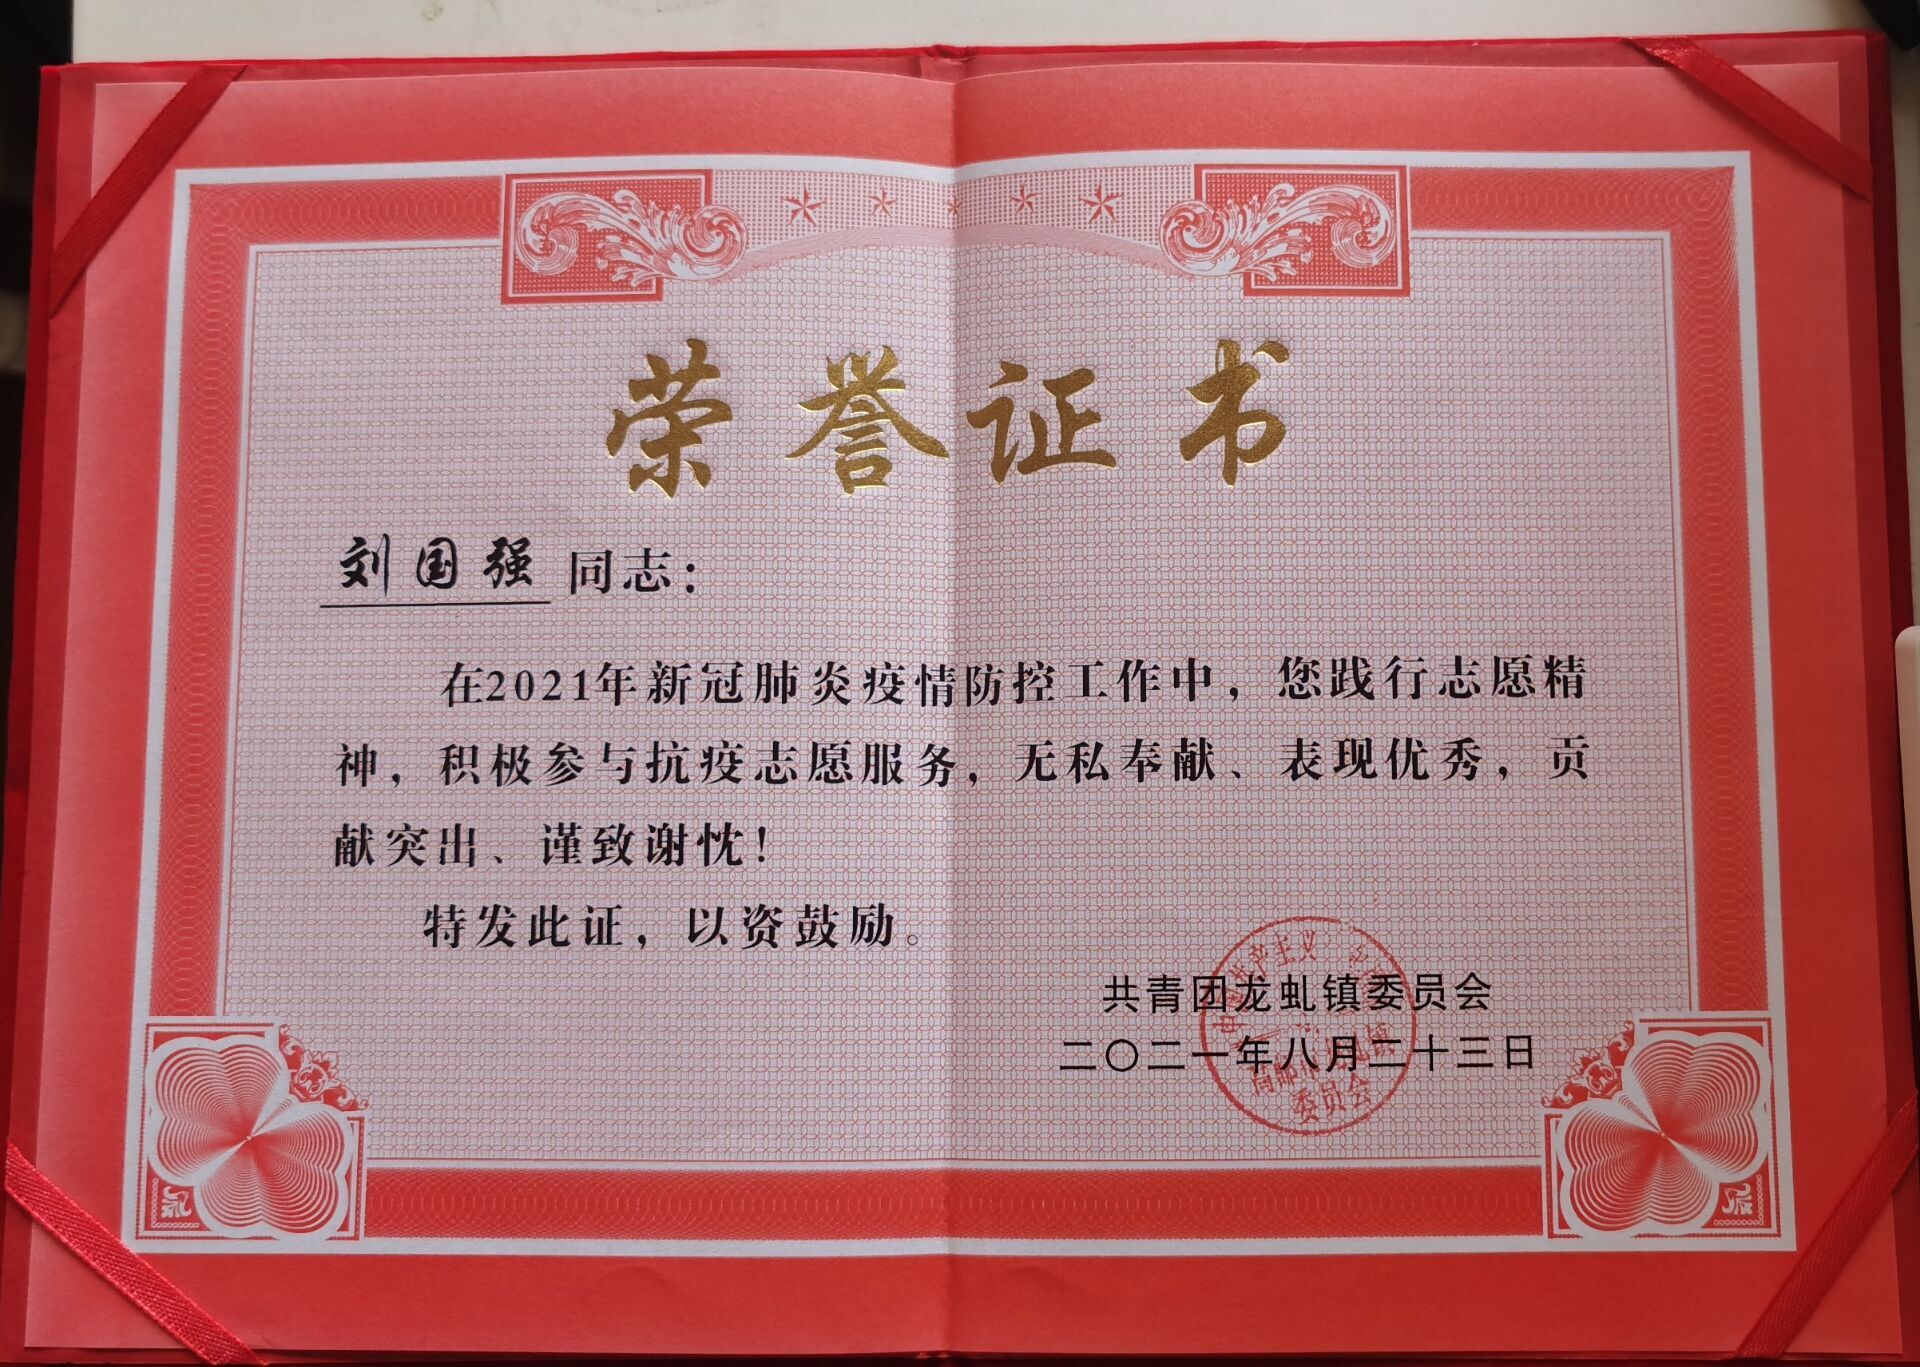 荣誉证书
刘国强 同志：
在2021年新冠肺炎疫情防控工作中，您践行志愿精
神，积极参与抗疫志愿服务，无私奉献、表现优秀，贡
献突出、谨致谢忱！
特发此证，以资鼓励。
共青团龙虬镇委员会
二〇二一年八月二十三日
委员会